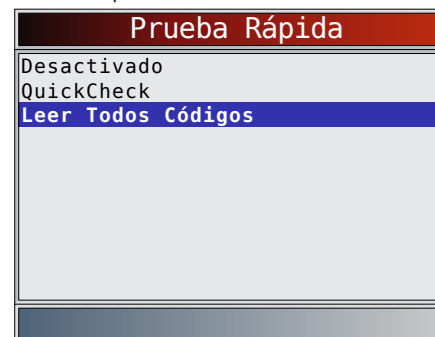 Prueba Rápida
Desactivado
QuickCheck
Leer Todos Códigos